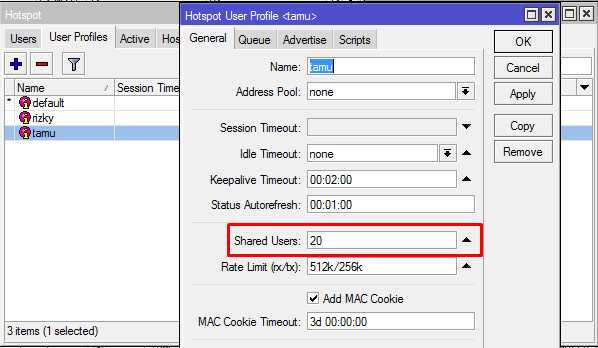 Hotspot
Users User Profiles Active
Name Session Time
* default
rizky
tamu
3 items (1 selected)
Hotspot User Profile <tamu>
General Queue Advertise Scripts
Name: tamu
Address Pool: none
Session Timeout:
Idle Timeout: none
Keepalive Timeout: 00:02:00
Status Autorefresh: 00:01:00
Shared Users: 20
Rate Limit (rx/tx): 512k/256k
Add MAC Cookie
MAC Cookie Timeout: 3d 00:00:00
OK
Cancel
Apply
Copy
Remove